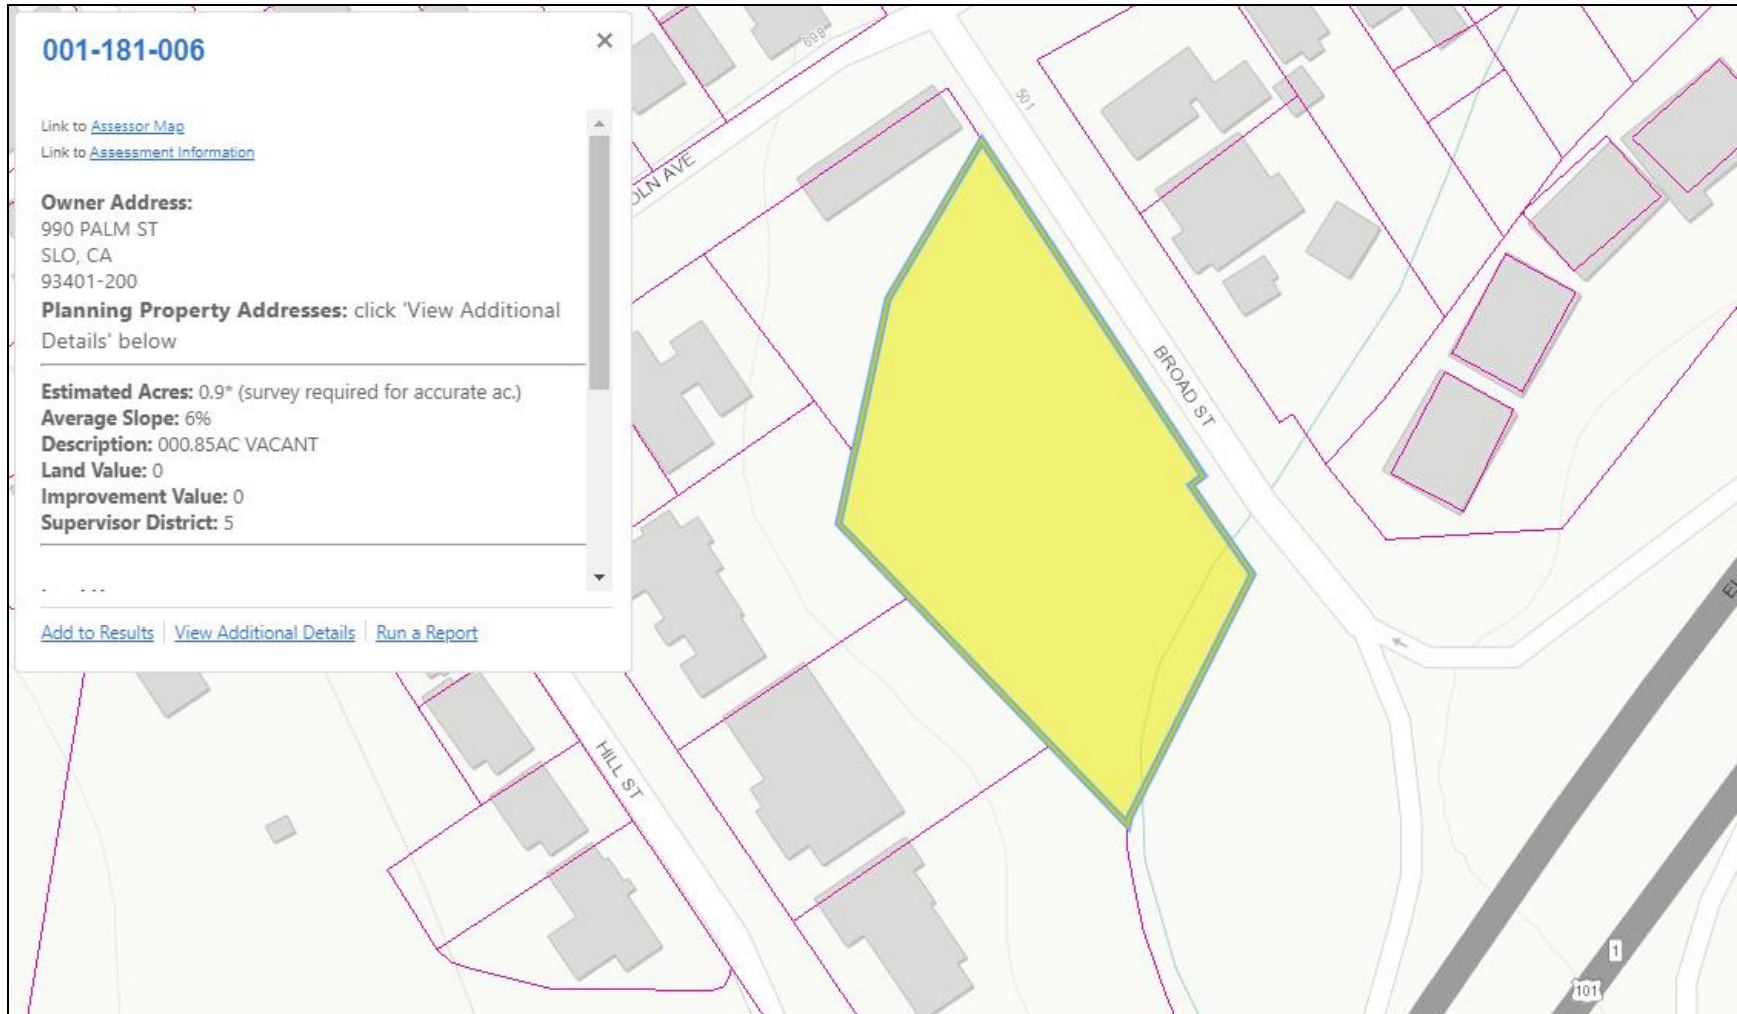 001-181-006
×
Link to Assessor Map
Link to Assessment Information
Owner Address:
990 PALM ST
SLO, CA
93401-200
Planning Property Addresses: click 'View Additional
Details' below
Estimated Acres: 0.9* (survey required for accurate ac.)
Average Slope: 6%
Description: 000.85AC VACANT
Land Value: 0
Improvement Value: 0
Supervisor District: 5
Add to Results
View Additional Details
Run a Report
699
OLN AVE
501
BROAD ST
HILL ST
EL
1
101